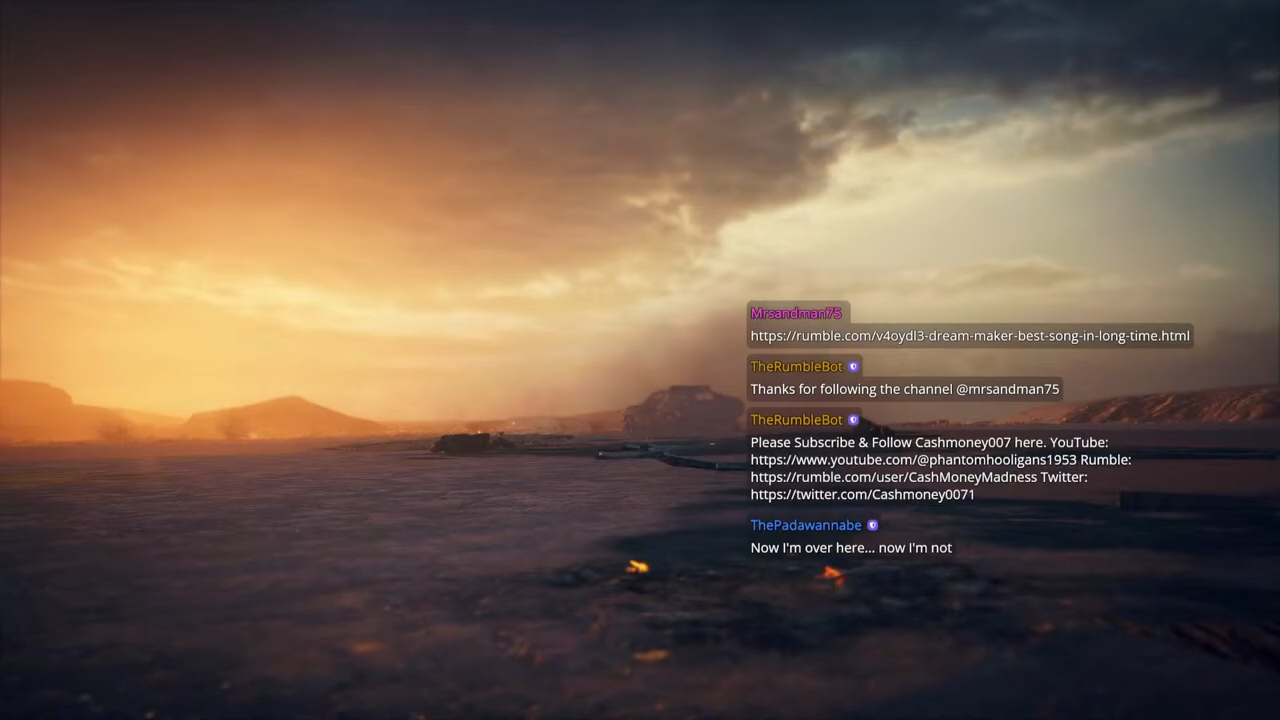 Mrsandman75
https://rumble.com/v4oydl3-dream-maker-best-song-in-long-time.html
TheRumbleBot
Thanks for following the channel @mrsandman75
TheRumbleBot
Please Subscribe & Follow Cashmoney007 here. YouTube:
https://www.youtube.com/@phantomhooligans1953 Rumble:
https://rumble.com/user/CashMoneyMadness Twitter:
https://twitter.com/Cashmoney0071
ThePadawannabe
Now I'm over here... now I'm not